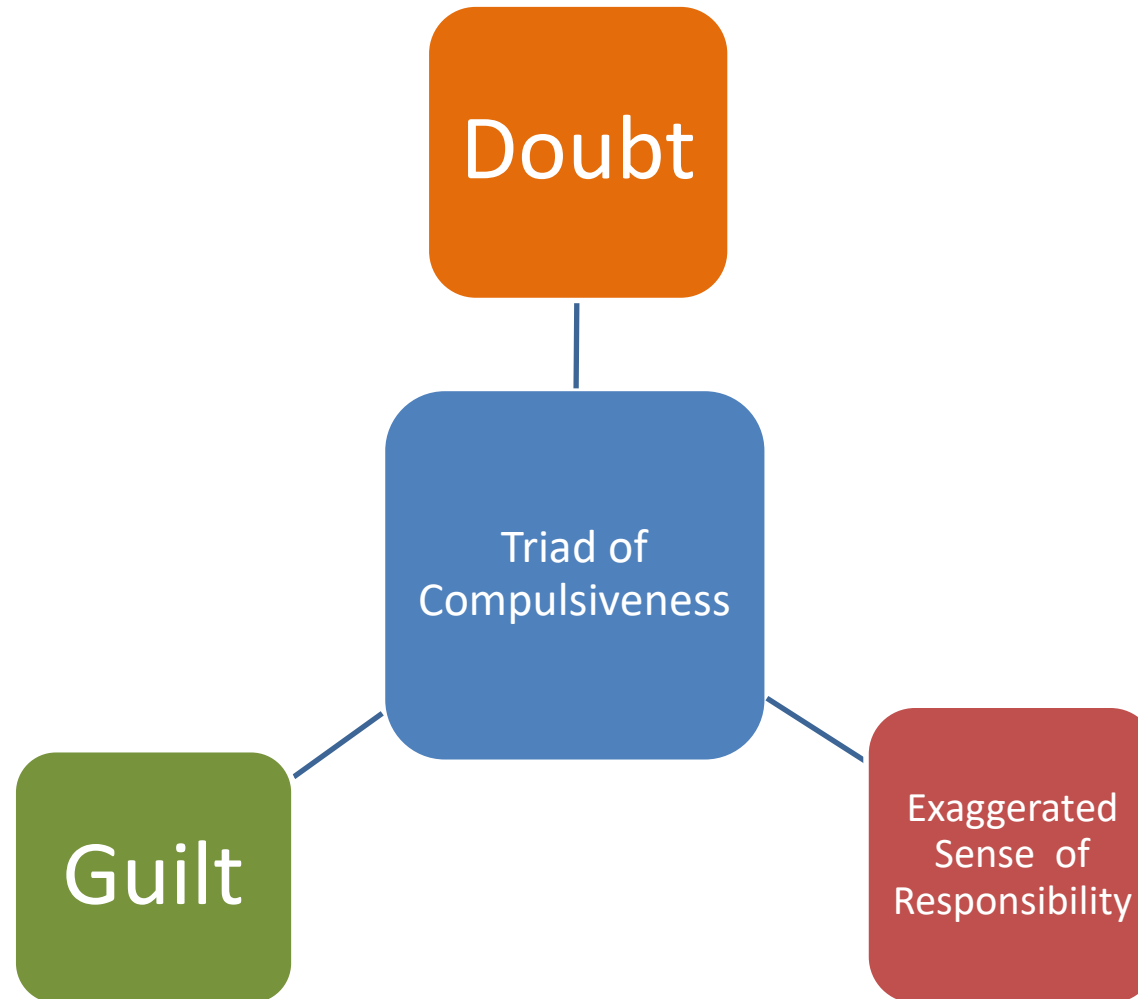 Doubt
Triad of
Compulsiveness
Guilt
Exaggerated
Sense  of
Responsibility